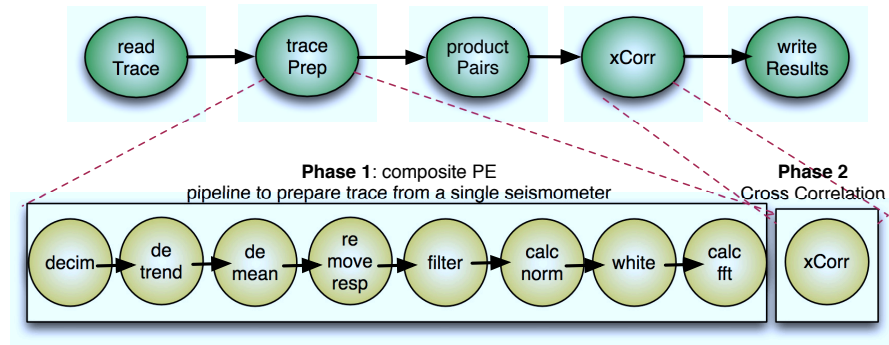 read
Trace
trace
Prep
product
Pairs
xCorr
write
Results
Phase 1: composite PE
pipeline to prepare trace from a single seismometer
Phase 2
Cross Correlation
decim
de
trend
de
mean
re
move
resp
filter
calc
norm
white
calc
fft
xCorr